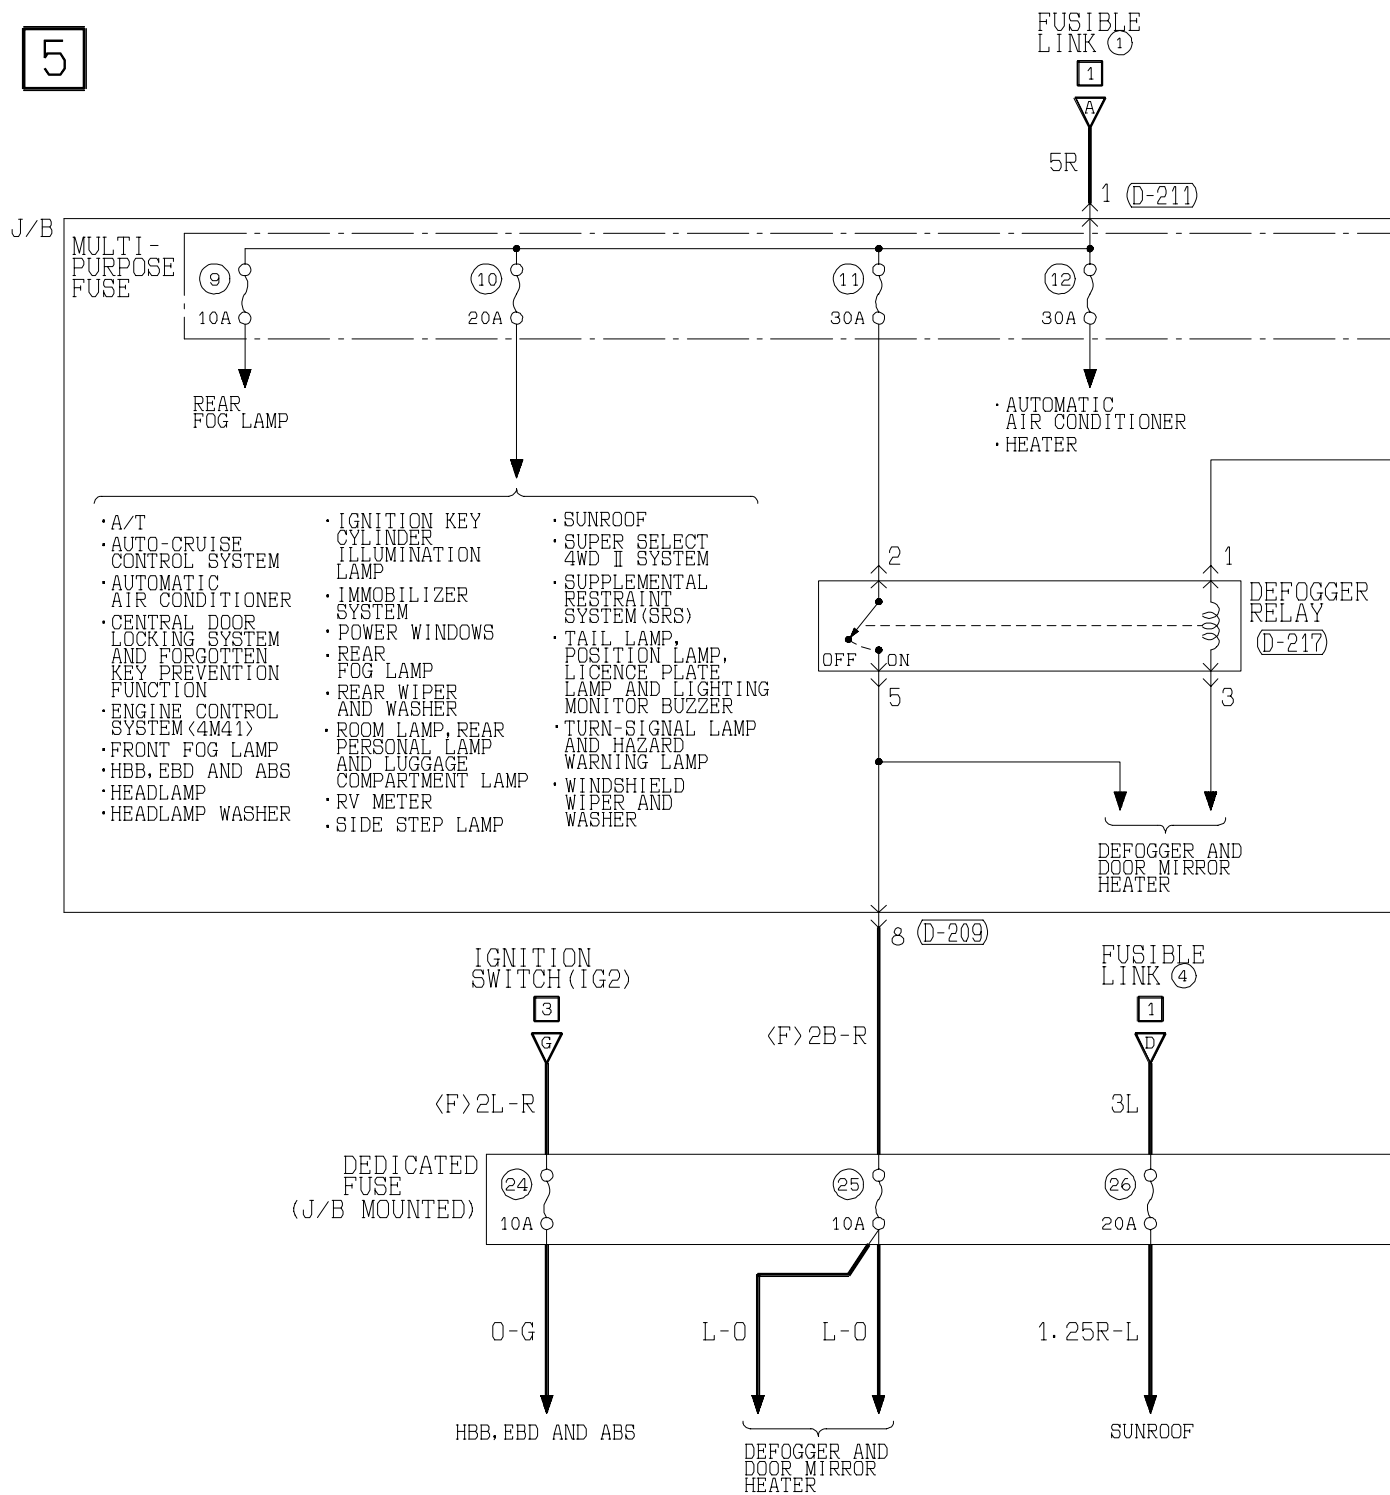 5
FUSIBLE
LINK 1
1
A
5R
1 (D-211)
J/B
MULTI-
PURPOSE
FUSE
9
10A
10
20A
11
30A
12
30A
REAR
FOG LAMP
·AUTOMATIC
AIR CONDITIONER
·HEATER
·A/T
·AUTO-CRUISE
CONTROL SYSTEM
·AUTOMATIC
AIR CONDITIONER
·CENTRAL DOOR
LOCKING SYSTEM
AND FORGOTTEN
KEY PREVENTION
FUNCTION
·ENGINE CONTROL
SYSTEM<4M41>
·FRONT FOG LAMP
·HBB, EBD AND ABS
·HEADLAMP
·HEADLAMP WASHER
·IGNITION KEY
CYLINDER
ILLUMINATION
LAMP
·IMMOBILIZER
SYSTEM
·POWER WINDOWS
·REAR
FOG LAMP
·REAR WIPER
AND WASHER
·ROOM LAMP, REAR
PERSONAL LAMP
AND LUGGAGE
COMPARTMENT LAMP
·RV METER
·SIDE STEP LAMP
·SUNROOF
·SUPER SELECT
4WD Ⅱ SYSTEM
·SUPPLEMENTAL
RESTRAINT
SYSTEM(SRS)
·TAIL LAMP,
POSITION LAMP,
LICENCE PLATE
LAMP AND LIGHTING
MONITOR BUZZER
·TURN-SIGNAL LAMP
AND HAZARD
WARNING LAMP
·WINDSHIELD
WIPER AND
WASHER
2
1
OFF ON
DEFOGGER
RELAY
(D-217)
5
3
DEFOGGER AND
DOOR MIRROR
HEATER
8 (D-209)
IGNITION
SWITCH(IG2)
3
G
FUSIBLE
LINK 4
1
D
<F>2B-R
<F>2L-R
3L
DEDICATED
FUSE
(J/B MOUNTED)
24
10A
25
10A
26
20A
O-G
L-O
L-O
1.25R-L
HBB, EBD AND ABS
DEFOGGER AND
DOOR MIRROR
HEATER
SUNROOF